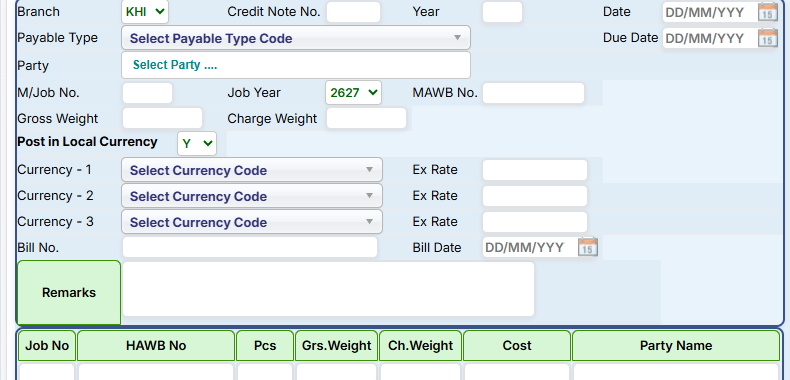 Branch KHI Credit Note No. Year Date DD/MM/YYY 15
Payable Type Select Payable Type Code Due Date DD/MM/YYY 15
Party Select Party ....
M/Job No. Job Year 2627 MAWB No.
Gross Weight Charge Weight
Post in Local Currency Y
Currency - 1 Select Currency Code Ex Rate
Currency - 2 Select Currency Code Ex Rate
Currency - 3 Select Currency Code Ex Rate
Bill No. Bill Date DD/MM/YYY 15
Remarks
Job No HAWB No Pcs Grs.Weight Ch.Weight Cost Party Name